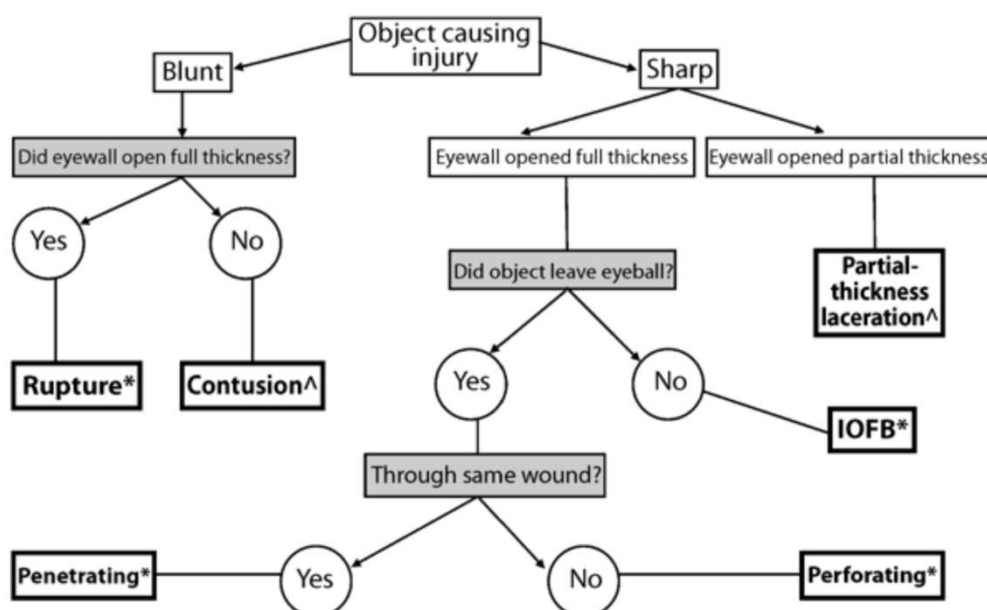 Object causing
injury
Blunt
Sharp
Did eyewall open full thickness?
Eyewall opened full thickness
Eyewall opened partial thickness
Yes
No
Did object leave eyeball?
Partial-
thickness
laceration^
Rupture*
Contusion^
Yes
No
IOFB*
Through same wound?
Penetrating*
Yes
No
Perforating*